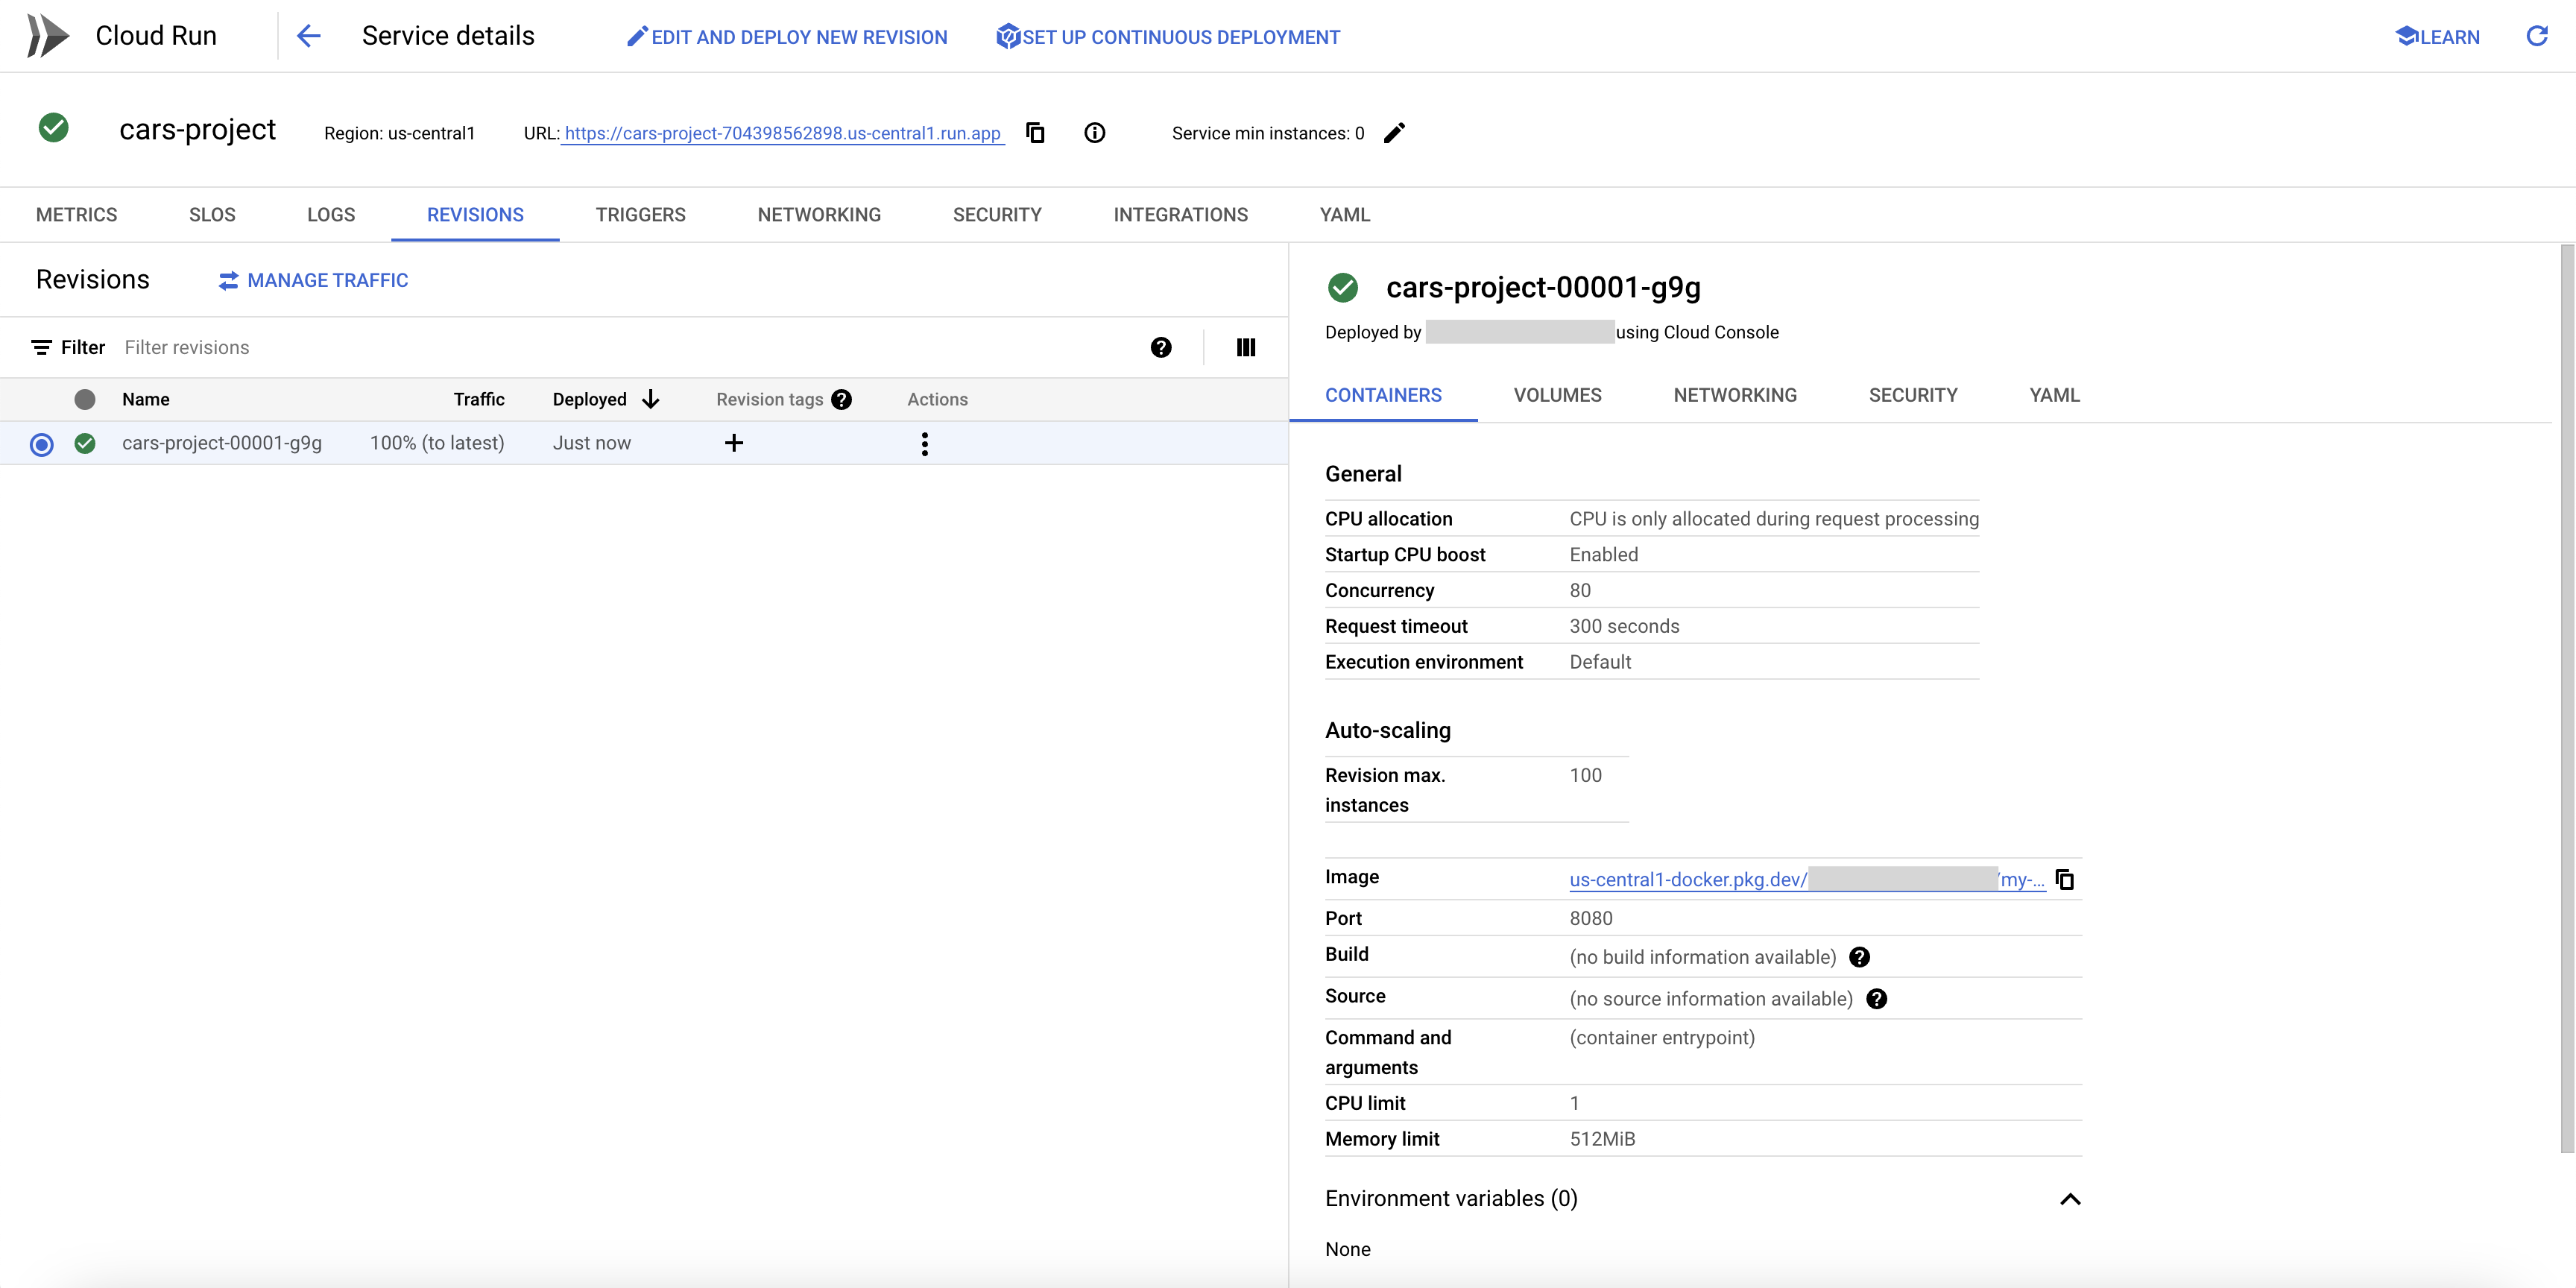 Cloud Run
Service details
EDIT AND DEPLOY NEW REVISION
SET UP CONTINUOUS DEPLOYMENT
LEARN
cars-project
Region: us-central1
URL: https://cars-project-704398562898.us-central1.run.app
Service min instances: 0
METRICS
SLOS
LOGS
REVISIONS
TRIGGERS
NETWORKING
SECURITY
INTEGRATIONS
YAML
Revisions
MANAGE TRAFFIC
Filter Filter revisions
Name Traffic Deployed Revision tags Actions
cars-project-00001-g9g 100% (to latest) Just now
cars-project-00001-g9g
Deployed by using Cloud Console
CONTAINERS
VOLUMES
NETWORKING
SECURITY
YAML
General
CPU allocation CPU is only allocated during request processing
Startup CPU boost Enabled
Concurrency 80
Request timeout 300 seconds
Execution environment Default
Auto-scaling
Revision max. 100
instances
Image us-central1-docker.pkg.dev/ /my-...
Port 8080
Build (no build information available)
Source (no source information available)
Command and (container entrypoint)
arguments
CPU limit 1
Memory limit 512MiB
Environment variables (0)
None